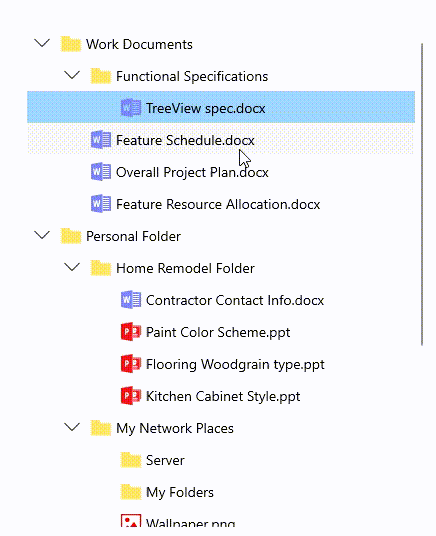 Work Documents
Functional Specifications
TreeView spec.docx
Feature Schedule.docx
Overall Project Plan.docx
Feature Resource Allocation.docx
Personal Folder
Home Remodel Folder
Contractor Contact Info.docx
Paint Color Scheme.ppt
Flooring Woodgrain type.ppt
Kitchen Cabinet Style.ppt
My Network Places
Server
My Folders
Wallpaper.png